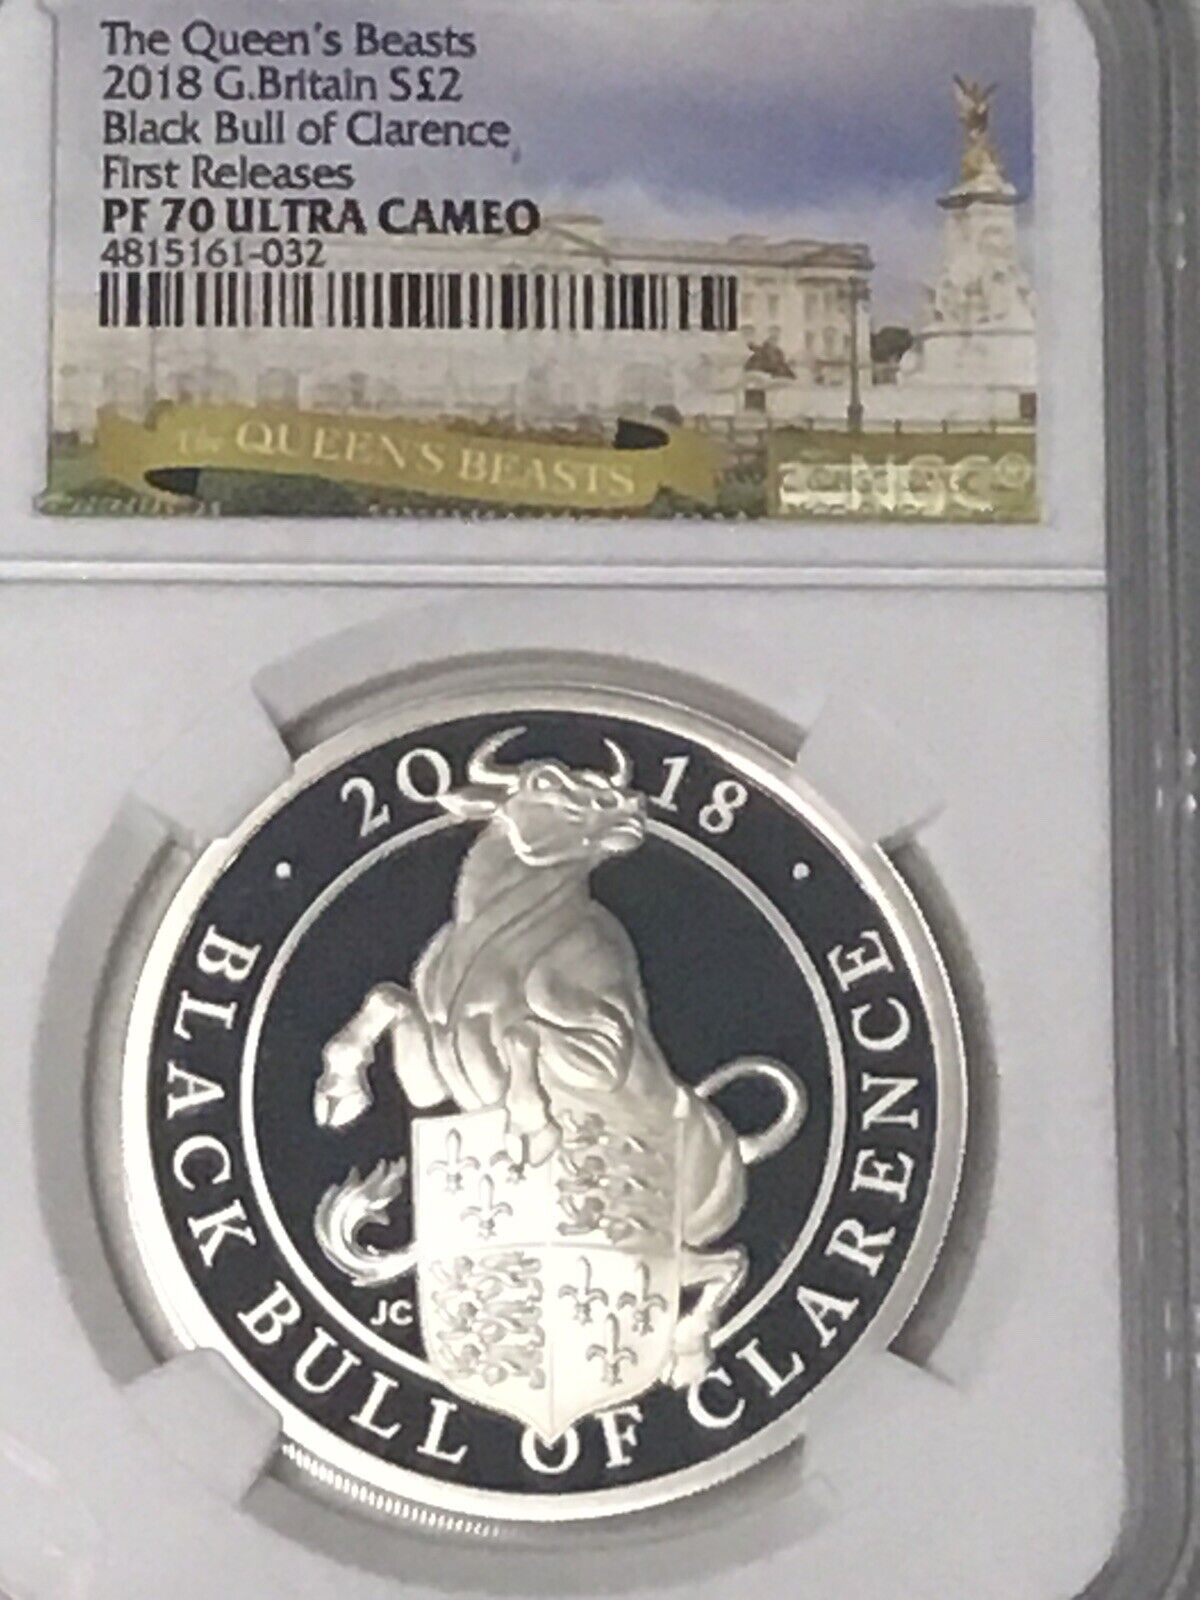 The Queen's Beasts
2018 G.Britain S£2
Black Bull of Clarence
First Releases
PF 70 ULTRA CAMEO
4815161-032
The QUEEN'S BEASTS
NGC®
2018
BLACK BULL OF CLARENCE
JC